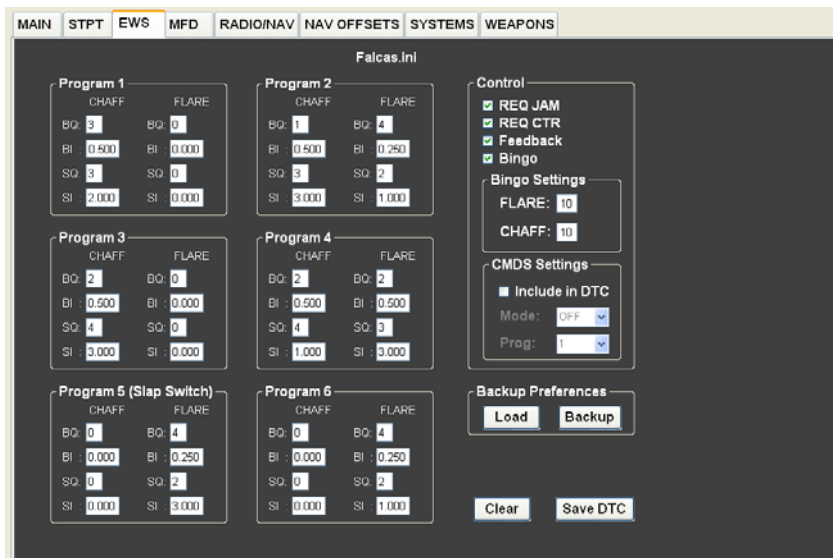 MAIN STPT EWS MFD RADIO/NAV NAV OFFSETS SYSTEMS WEAPONS
Falcas.ini
Program 1
CHAFF FLARE
BQ: 3 BQ: 0
BI : 0.500 BI : 0.000
SQ: 3 SQ: 0
SI : 2.000 SI : 0.000
Program 2
CHAFF FLARE
BQ: 1 BQ: 4
BI : 0.500 BI : 0.250
SQ: 3 SQ: 2
SI : 3.000 SI : 1.000
Control
REQ JAM
REQ CTR
Feedback
Bingo
Bingo Settings
FLARE: 10
CHAFF: 10
CMDS Settings
Include in DTC
Mode: OFF
Prog: 1
Program 3
CHAFF FLARE
BQ: 2 BQ: 0
BI : 0.500 BI : 0.000
SQ: 4 SQ: 0
SI : 3.000 SI : 0.000
Program 4
CHAFF FLARE
BQ: 2 BQ: 2
BI : 0.500 BI : 0.500
SQ: 4 SQ: 3
SI : 1.000 SI : 3.000
Program 5 (Slap Switch)
CHAFF FLARE
BQ: 0 BQ: 4
BI : 0.000 BI : 0.250
SQ: 0 SQ: 2
SI : 0.000 SI : 3.000
Program 6
CHAFF FLARE
BQ: 0 BQ: 4
BI : 0.000 BI : 0.250
SQ: 0 SQ: 2
SI : 0.000 SI : 1.000
Backup Preferences
Load Backup
Clear Save DTC